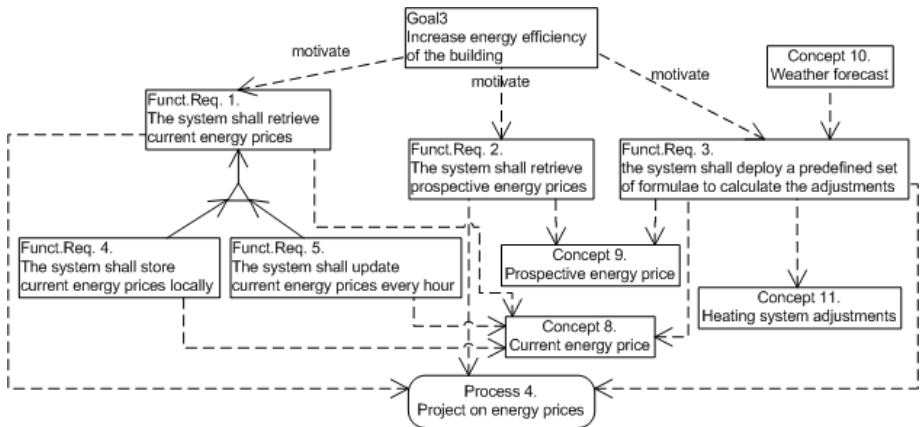 Goal3
Increase energy efficiency
of the building
motivate
motivate
motivate
Concept 10.
Weather forecast
Funct.Req. 1.
The system shall retrieve
current energy prices
Funct.Req. 2.
The system shall retrieve
prospective energy prices
Funct.Req. 3.
the system shall deploy a predefined set
of formulae to calculate the adjustments
Funct.Req. 4.
The system shall store
current energy prices locally
Funct.Req. 5.
The system shall update
current energy prices every hour
Concept 9.
Prospective energy price
Concept 11.
Heating system adjustments
Concept 8.
Current energy price
Process 4.
Project on energy prices